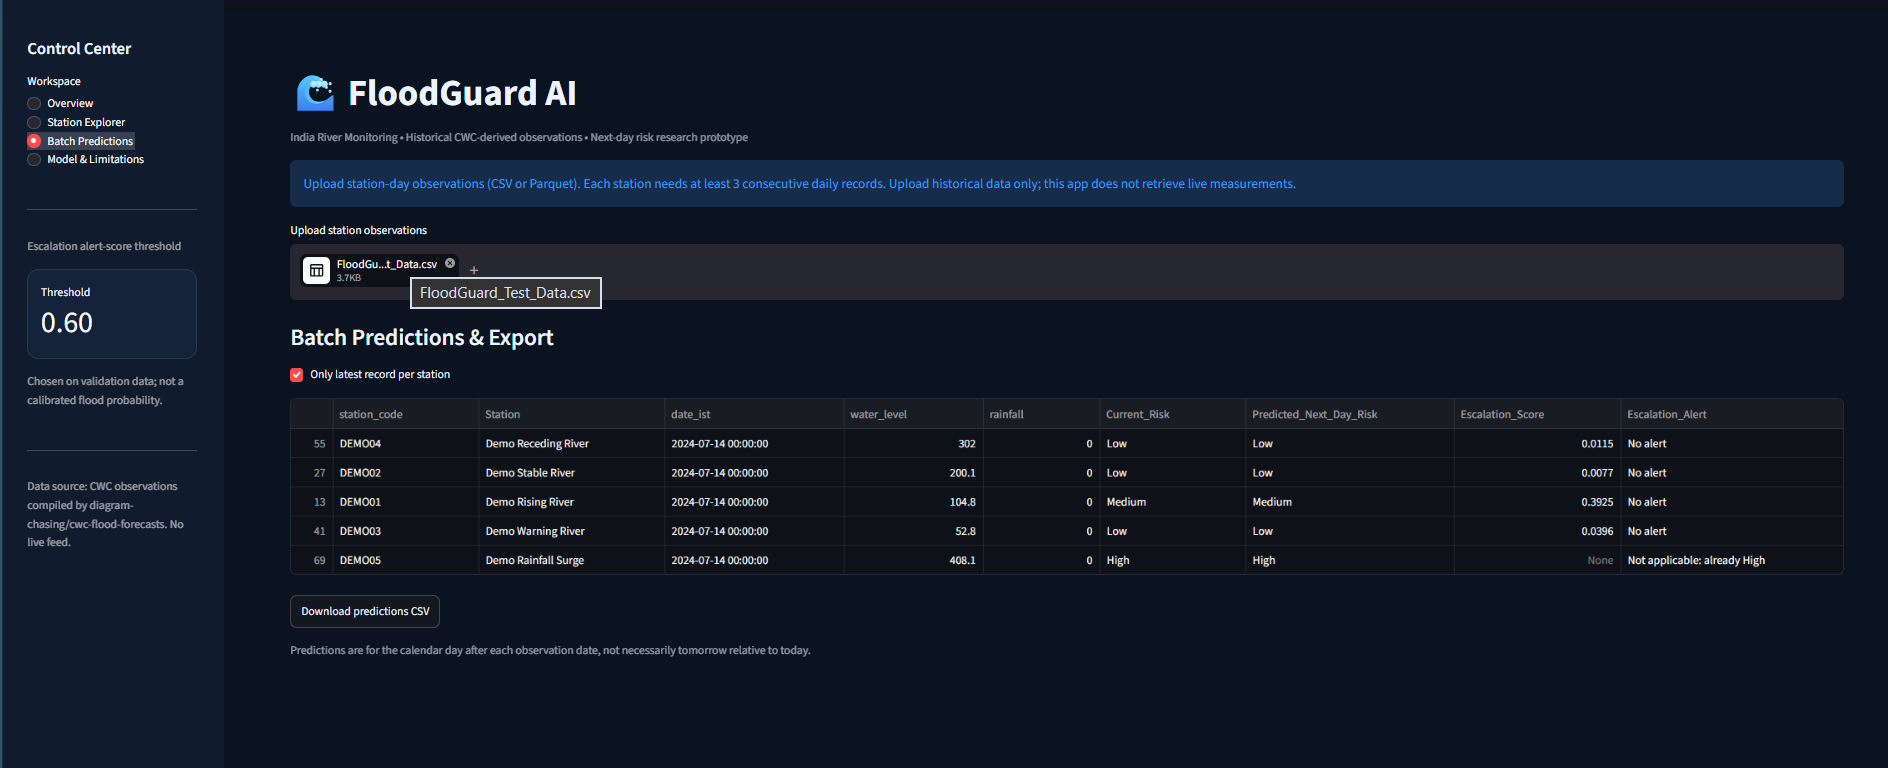 Control Center
Workspace
Overview
Station Explorer
Batch Predictions
Model & Limitations
Escalation alert-score threshold
Threshold
0.60
Chosen on validation data; not a
calibrated flood probability.
Data source: CWC observations
compiled by diagram-
chasing/cwc-flood-forecasts. No
live feed.
FloodGuard AI
India River Monitoring • Historical CWC-derived observations • Next-day risk research prototype
Upload station-day observations (CSV or Parquet). Each station needs at least 3 consecutive daily records. Upload historical data only; this app does not retrieve live measurements.
Upload station observations
FloodGu...t_Data.csv
3.7KB
FloodGuard_Test_Data.csv
Batch Predictions & Export
Only latest record per station
station_code Station date_ist water_level rainfall Current_Risk Predicted_Next_Day_Risk Escalation_Score Escalation_Alert
55 DEMO04 Demo Receding River 2024-07-14 00:00:00 302 0 Low Low 0.0115 No alert
27 DEMO02 Demo Stable River 2024-07-14 00:00:00 200.1 0 Low Low 0.0077 No alert
13 DEMO01 Demo Rising River 2024-07-14 00:00:00 104.8 0 Medium Medium 0.3925 No alert
41 DEMO03 Demo Warning River 2024-07-14 00:00:00 52.8 0 Low Low 0.0396 No alert
69 DEMO05 Demo Rainfall Surge 2024-07-14 00:00:00 408.1 0 High High None Not applicable: already High
Download predictions CSV
Predictions are for the calendar day after each observation date, not necessarily tomorrow relative to today.